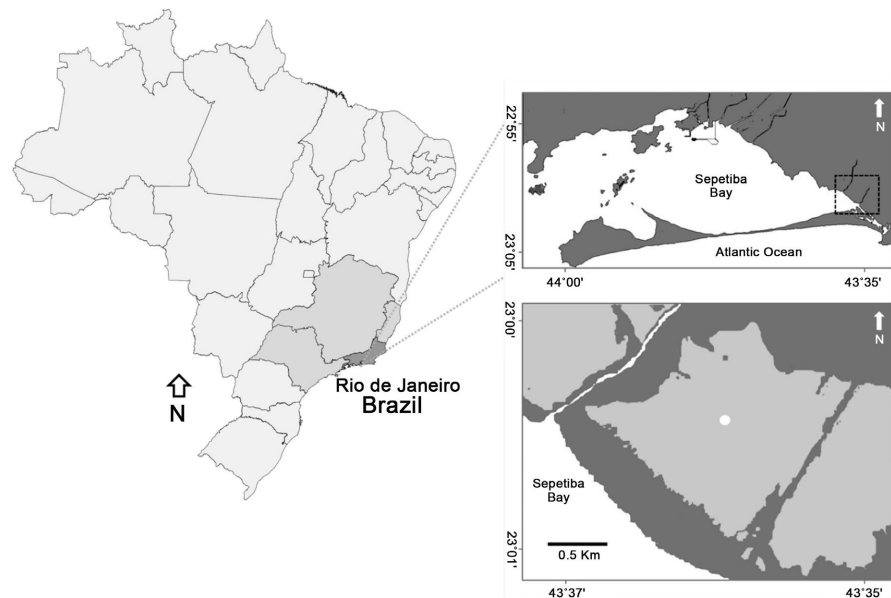 Rio de Janeiro
Brazil
N
22°55'
23°05'
44°00'
43°35'
Sepetiba
Bay
Atlantic Ocean
N
23°00'
23°01'
43°37'
43°35'
Sepetiba
Bay
0.5 Km
N